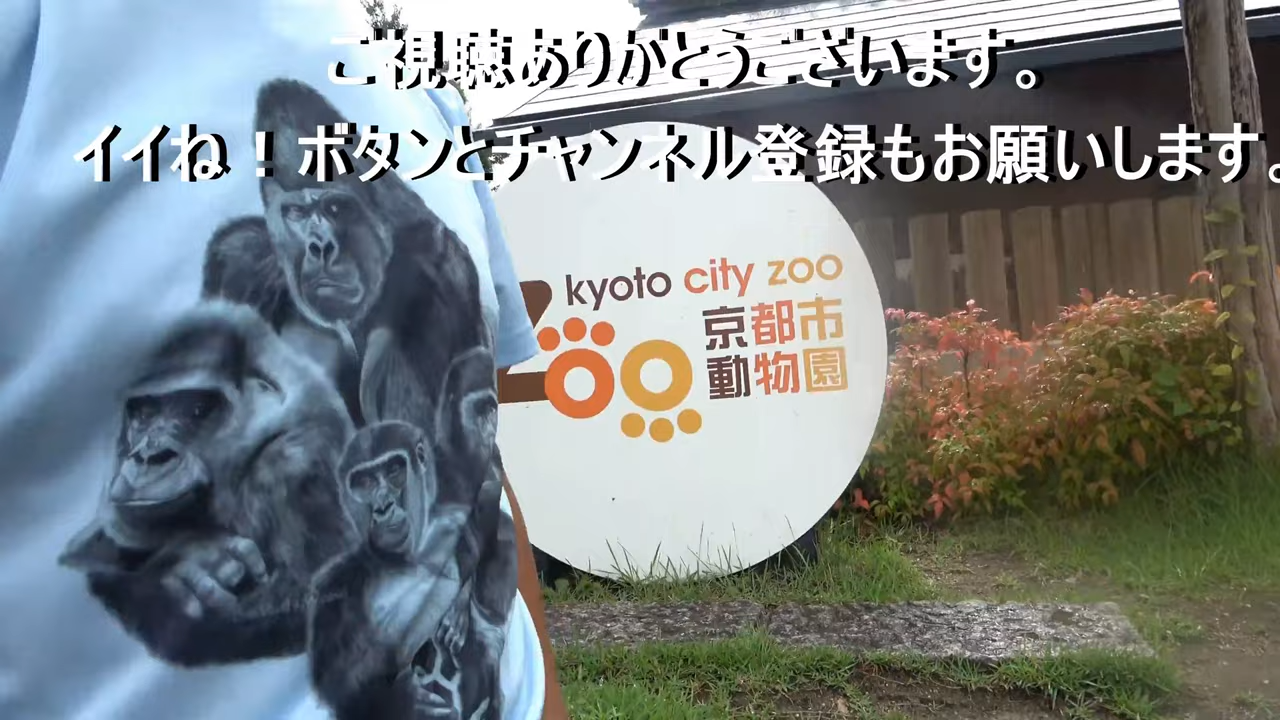 ご視聴ありがとうございます。
イイね！ボタンとチャンネル登録もお願いします。
kyoto city zoo
京都市
動物園